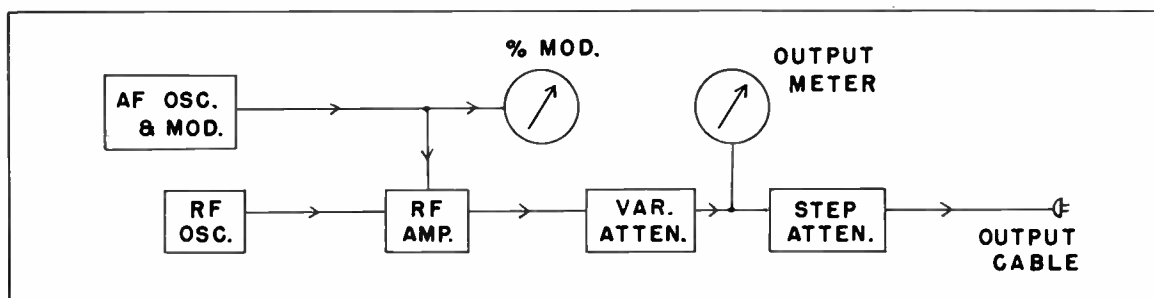 % MOD.
OUTPUT
METER
AF OSC.
& MOD.
RF
OSC.
RF
AMP.
VAR.
ATTEN.
STEP
ATTEN.
OUTPUT
CABLE